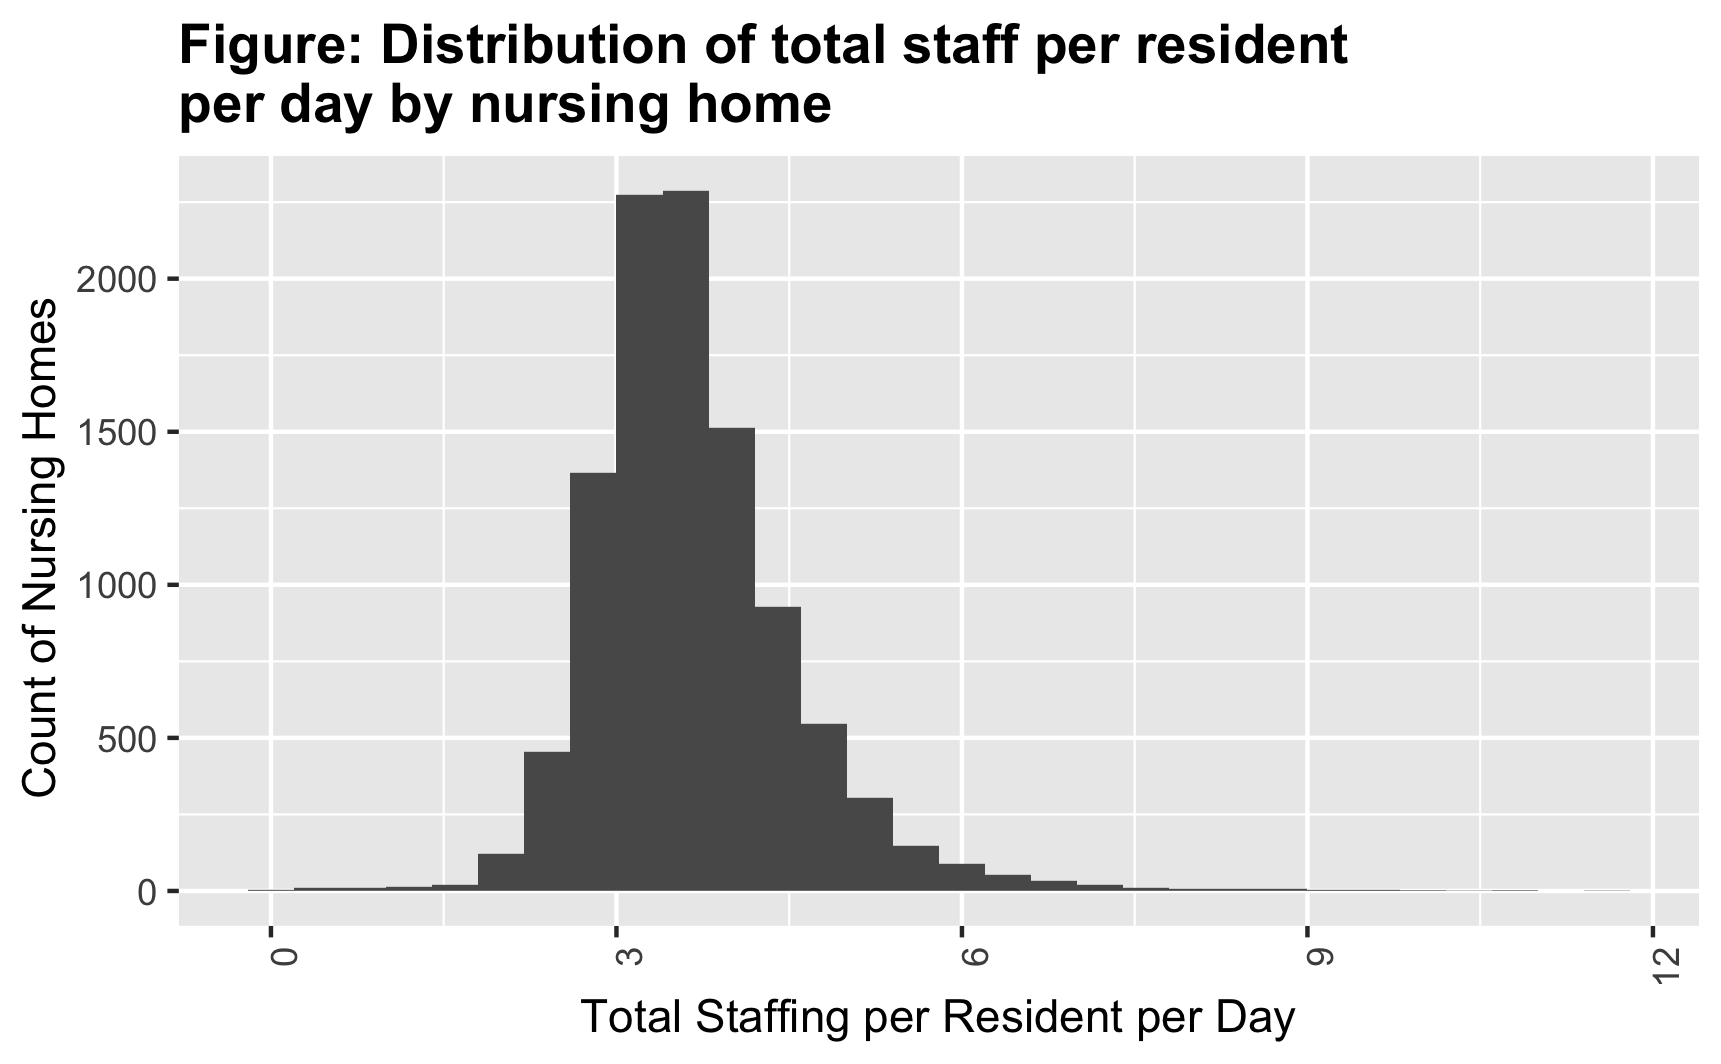 Figure: Distribution of total staff per resident
per day by nursing home
2000
1500
1000
500
0
Count of Nursing Homes
0
3
6
9
12
Total Staffing per Resident per Day